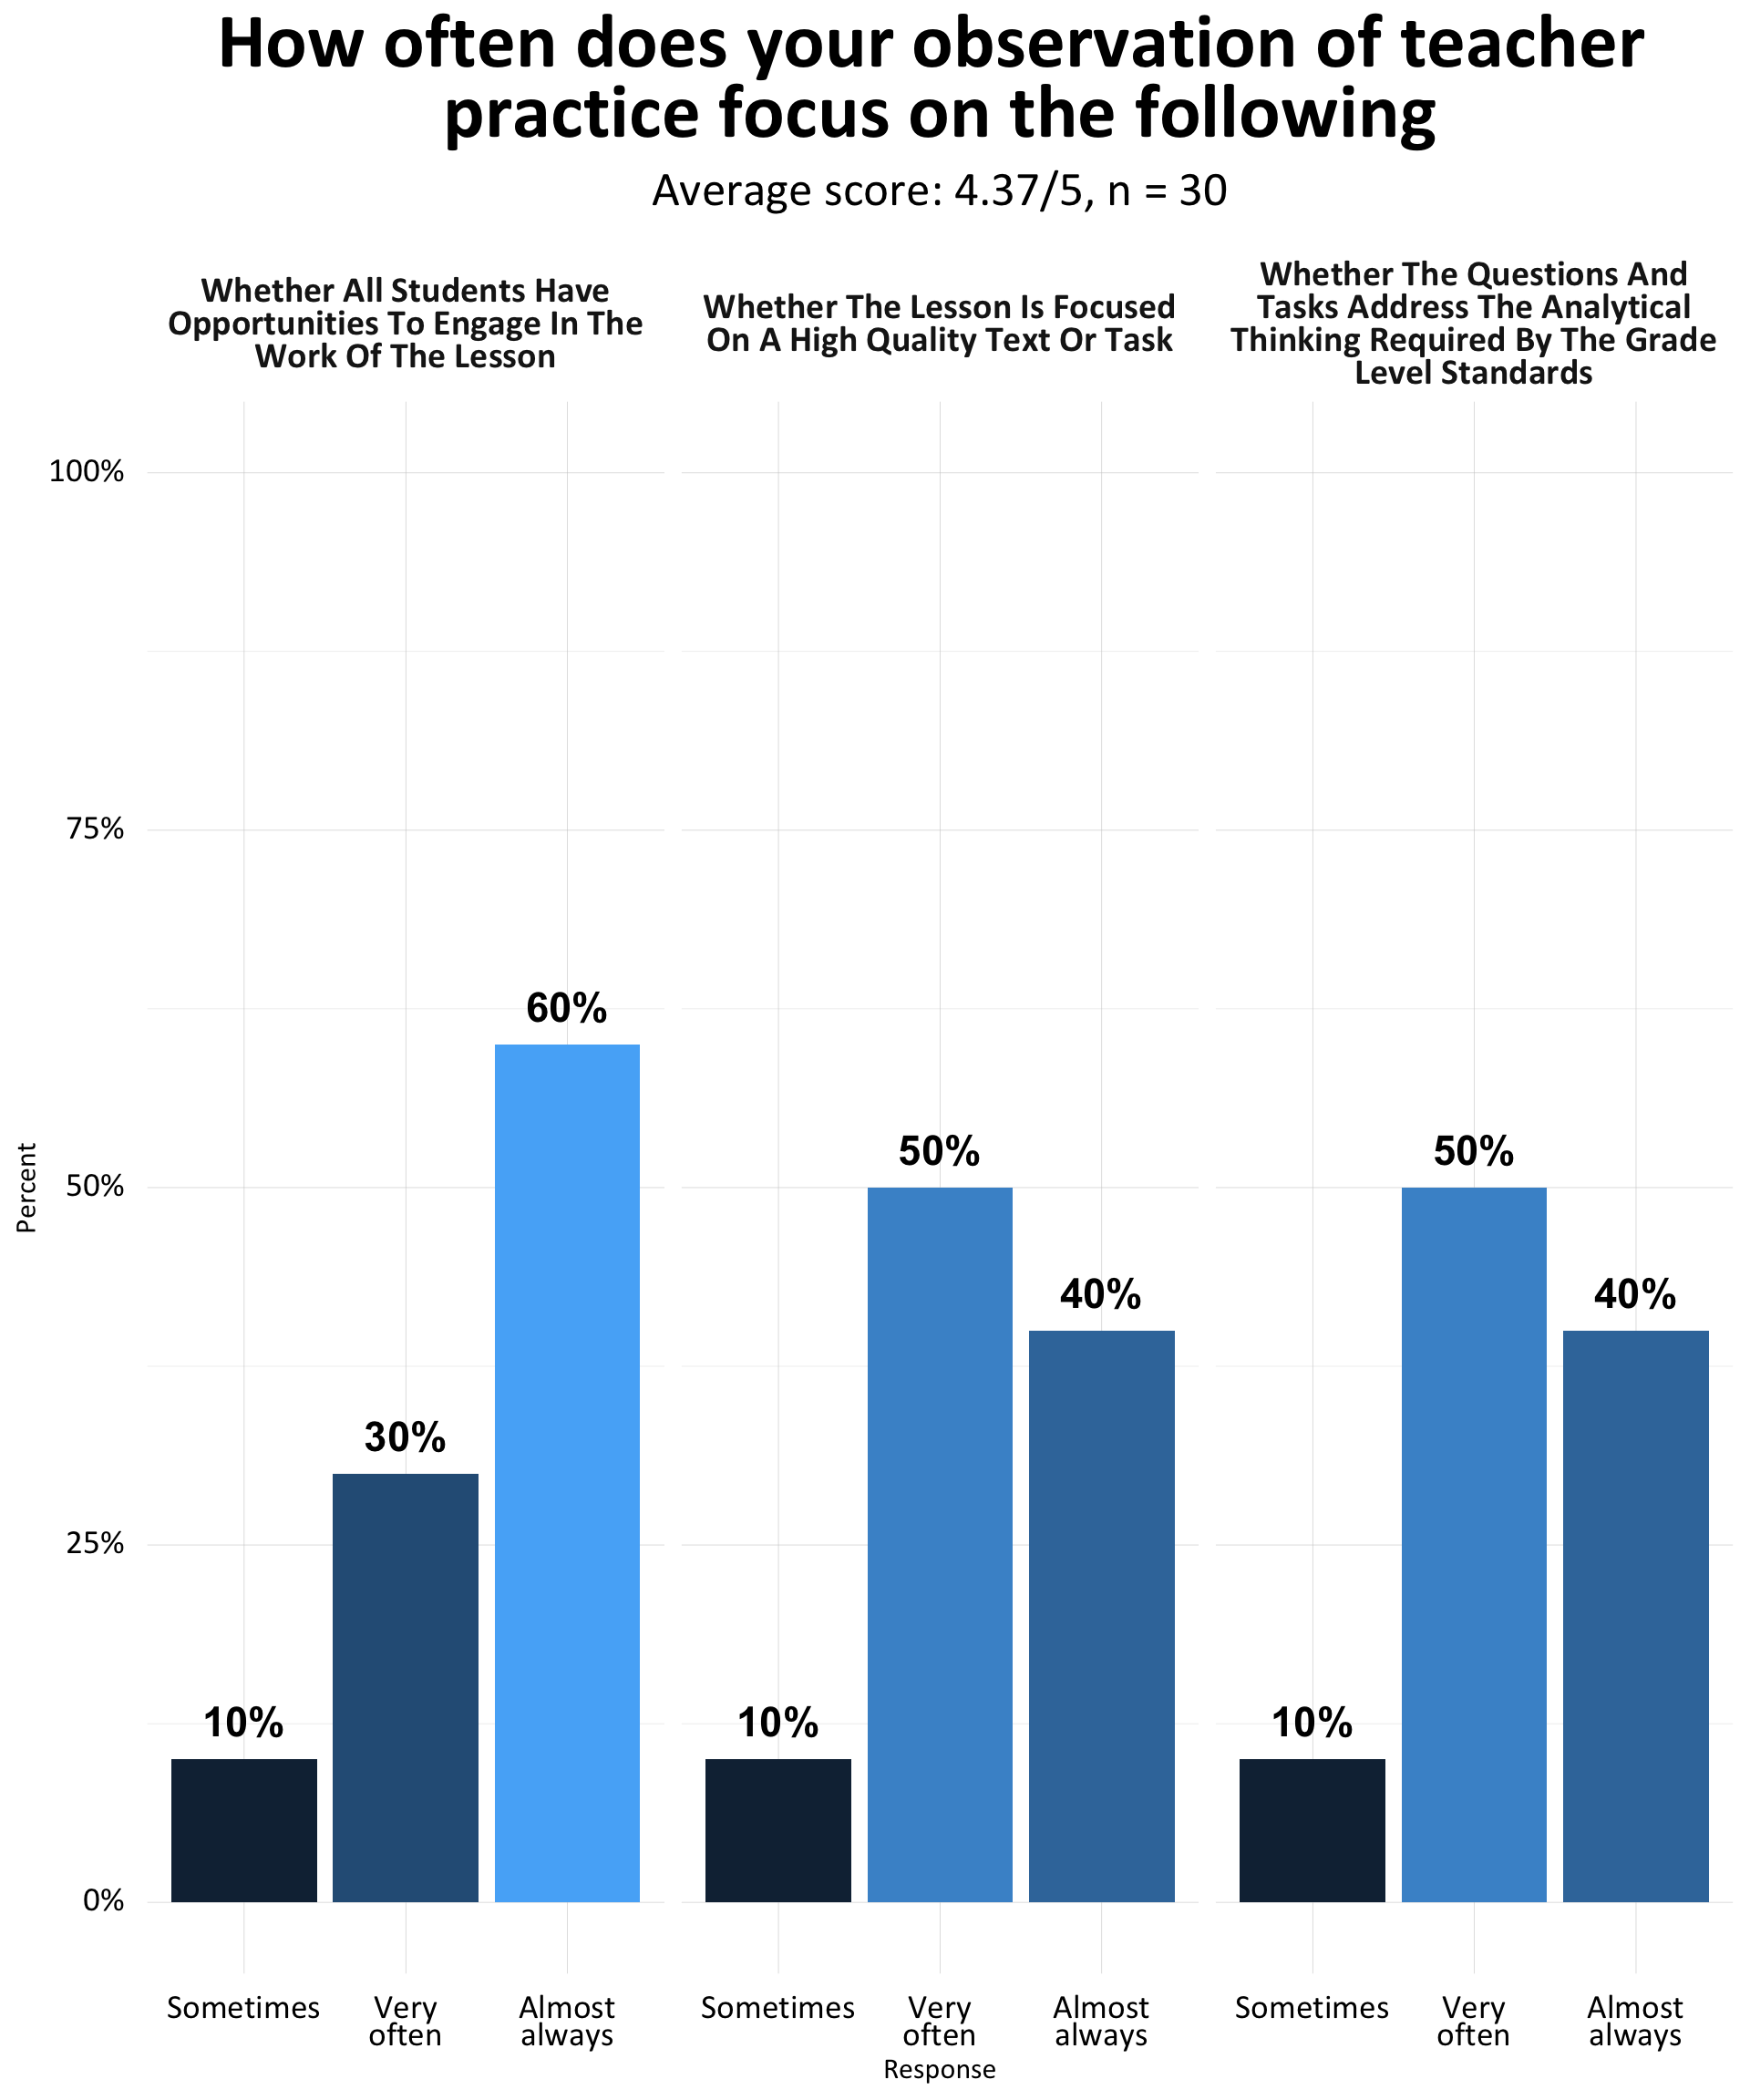 How often does your observation of teacher
practice focus on the following
Average score: 4.37/5, n = 30
Whether All Students Have
Opportunities To Engage In The
Work Of The Lesson
Whether The Lesson Is Focused
On A High Quality Text Or Task
Whether The Questions And
Tasks Address The Analytical
Thinking Required By The Grade
Level Standards
Percent
100%
75%
50%
25%
0%
10%
30%
60%
10%
50%
40%
10%
50%
40%
Sometimes
Very
often
Almost
always
Sometimes
Very
often
Almost
always
Sometimes
Very
often
Almost
always
Response